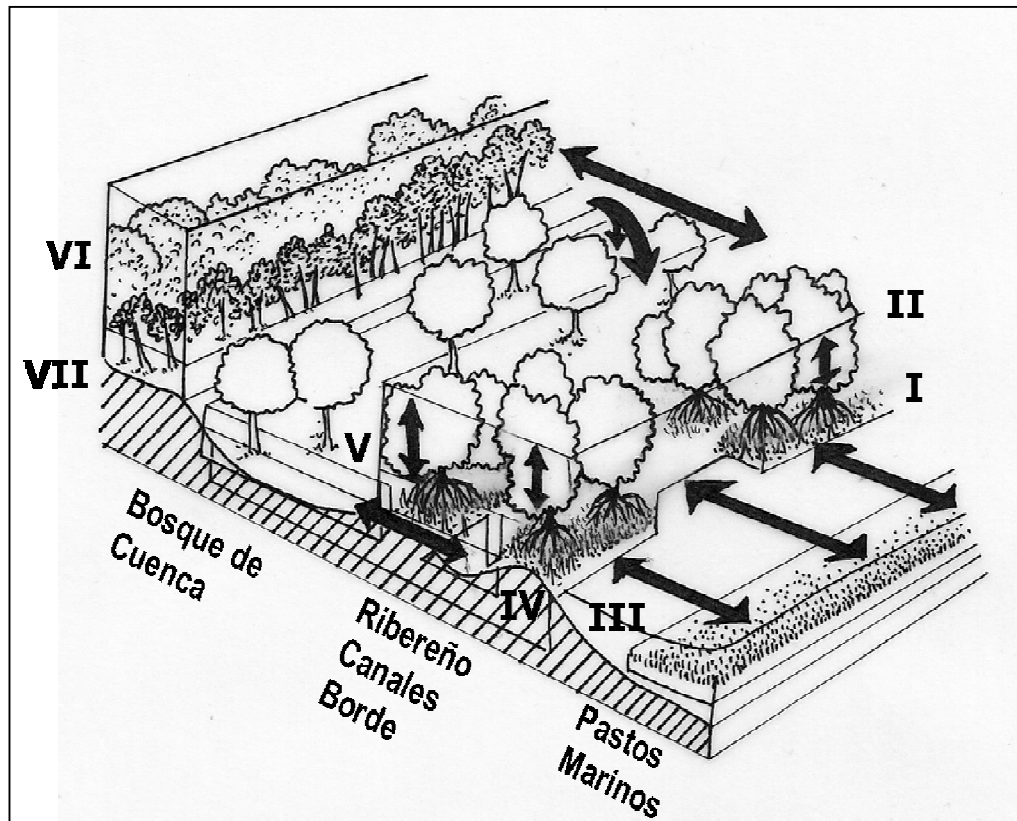 VI
II
VII
I
V
IV
III
Bosque de
Cuenca
Ribereño
Canales
Borde
Pastos
Marinos